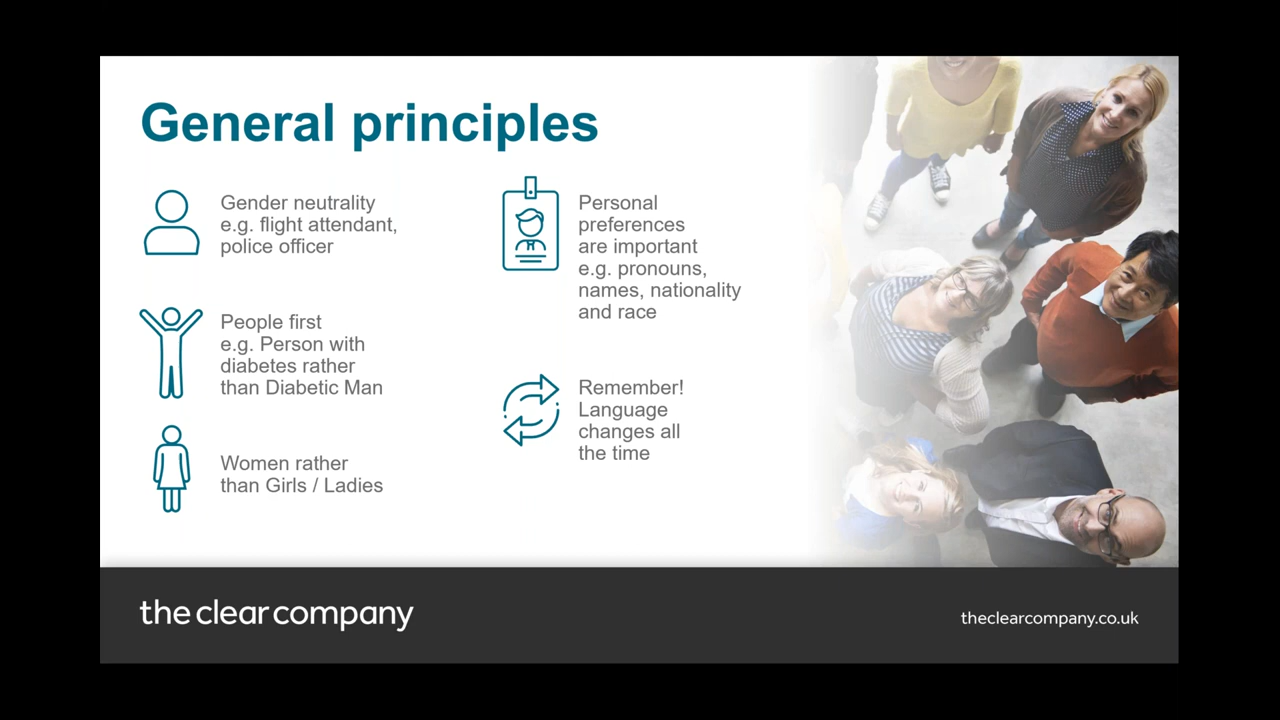 General principles
Gender neutrality
e.g. flight attendant,
police officer
People first
e.g. Person with
diabetes rather
than Diabetic Man
Women rather
than Girls / Ladies
Personal
preferences
are important
e.g. pronouns,
names, nationality
and race
Remember!
Language
changes all
the time
the clear company
theclearcompany.co.uk